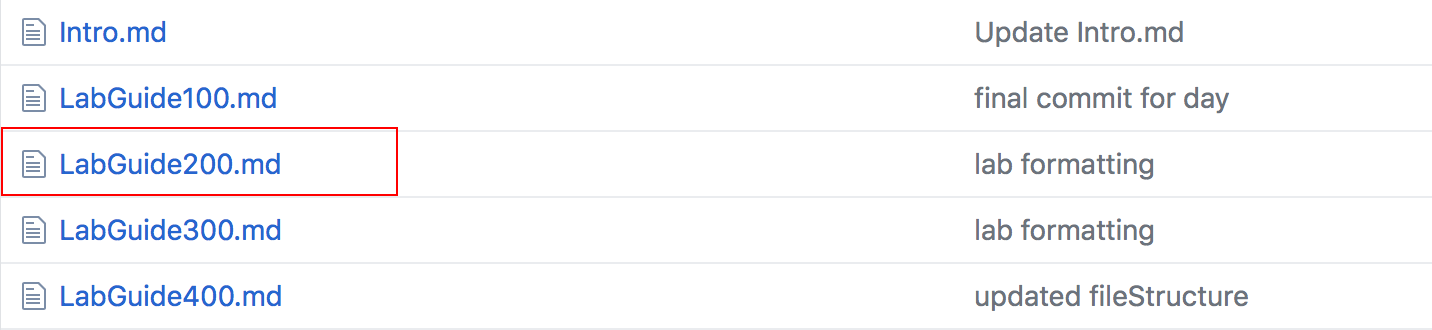 Intro.md Update Intro.md
LabGuide100.md final commit for day
LabGuide200.md lab formatting
LabGuide300.md lab formatting
LabGuide400.md updated fileStructure